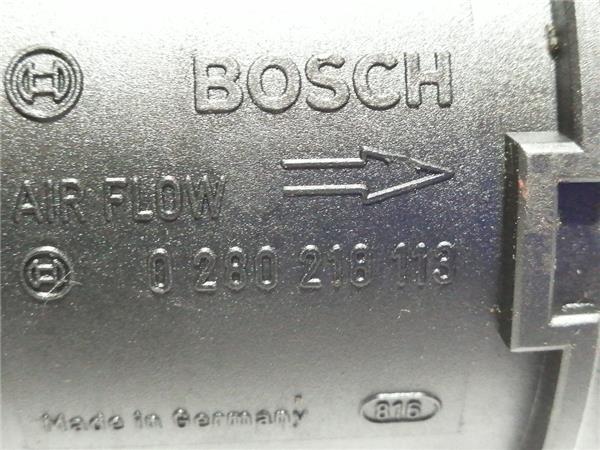 BOSCH
AIR FLOW
0 280 218 113
Made in Germany 816